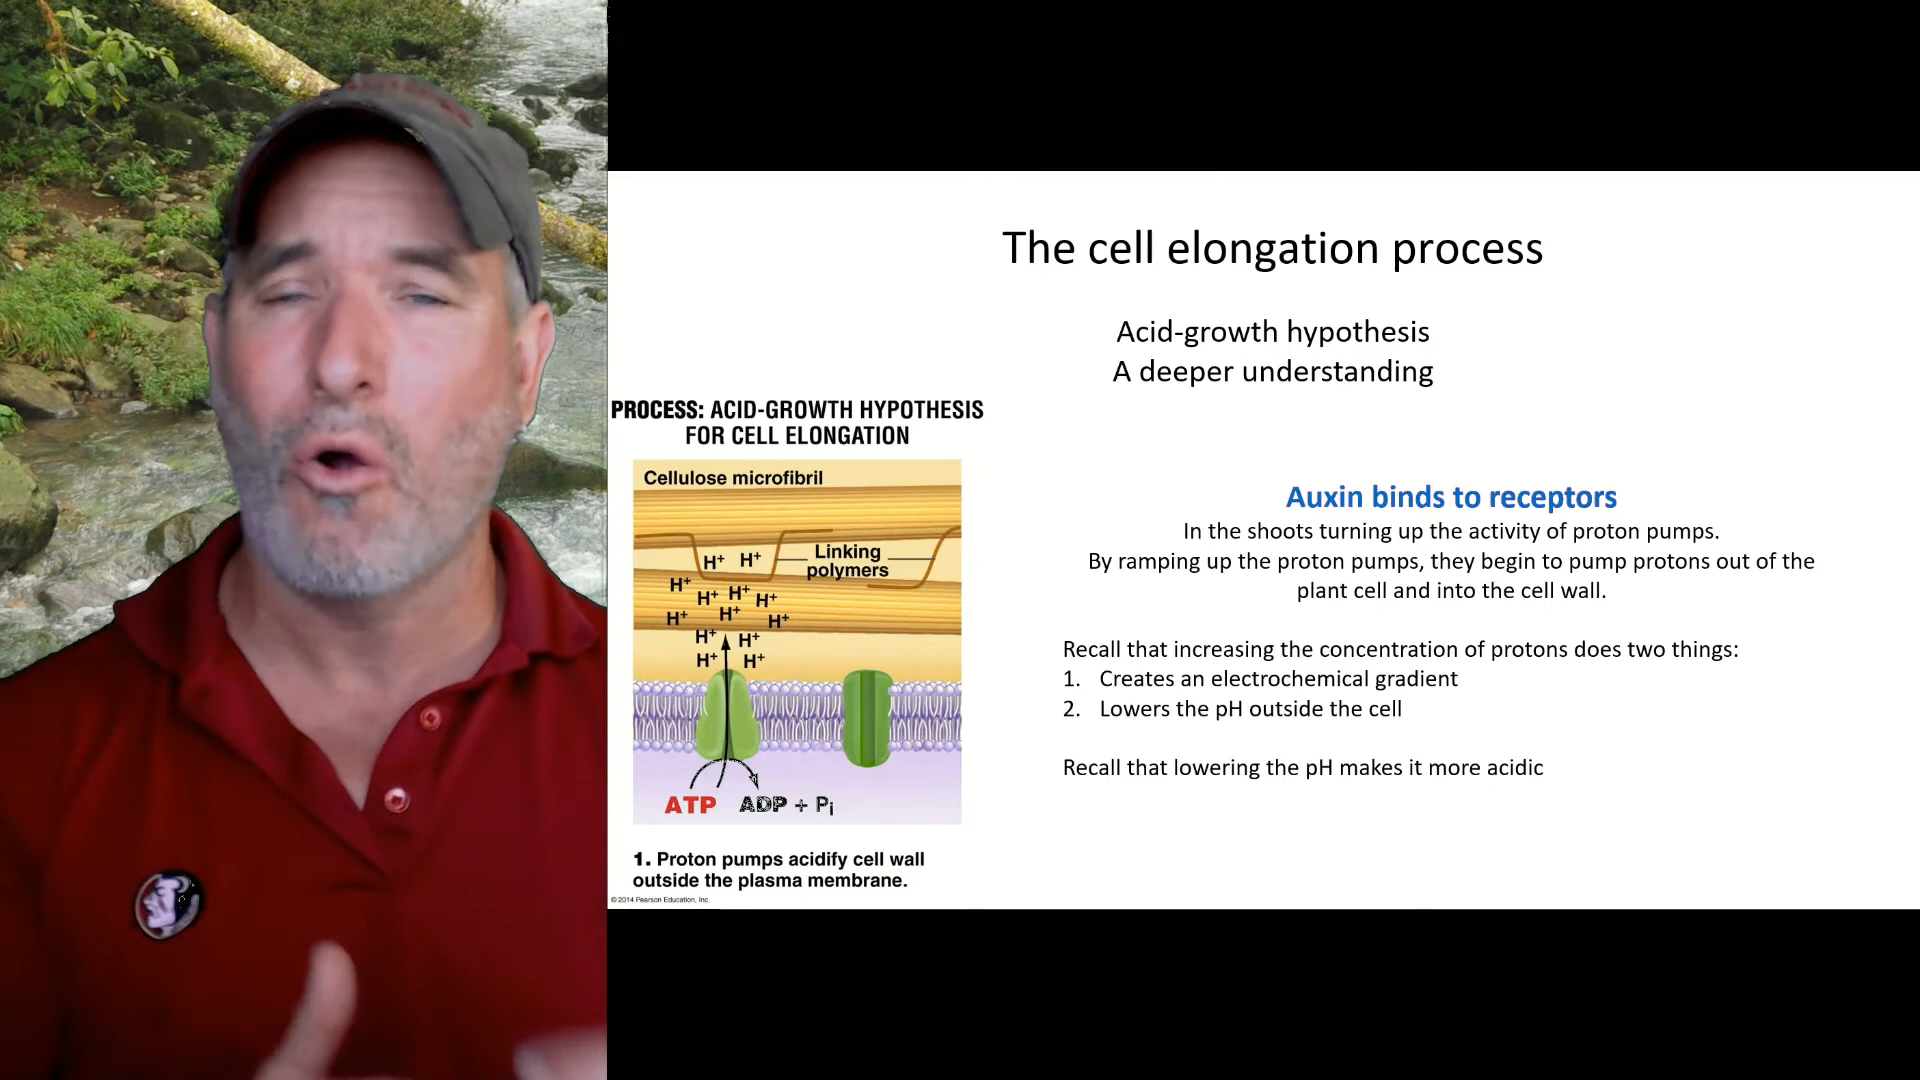 The cell elongation process
Acid-growth hypothesis
A deeper understanding
PROCESS: ACID-GROWTH HYPOTHESIS
FOR CELL ELONGATION
Cellulose microfibril
Linking
polymers
H⁺ H⁺
H⁺
H⁺ H⁺ H⁺
H⁺ H⁺ H⁺
H⁺ H⁺
H⁺ H⁺
ATP ADP + Pi
1. Proton pumps acidify cell wall
outside the plasma membrane.
© 2014 Pearson Education, Inc.
Auxin binds to receptors
In the shoots turning up the activity of proton pumps.
By ramping up the proton pumps, they begin to pump protons out of the
plant cell and into the cell wall.
Recall that increasing the concentration of protons does two things:
1. Creates an electrochemical gradient
2. Lowers the pH outside the cell
Recall that lowering the pH makes it more acidic